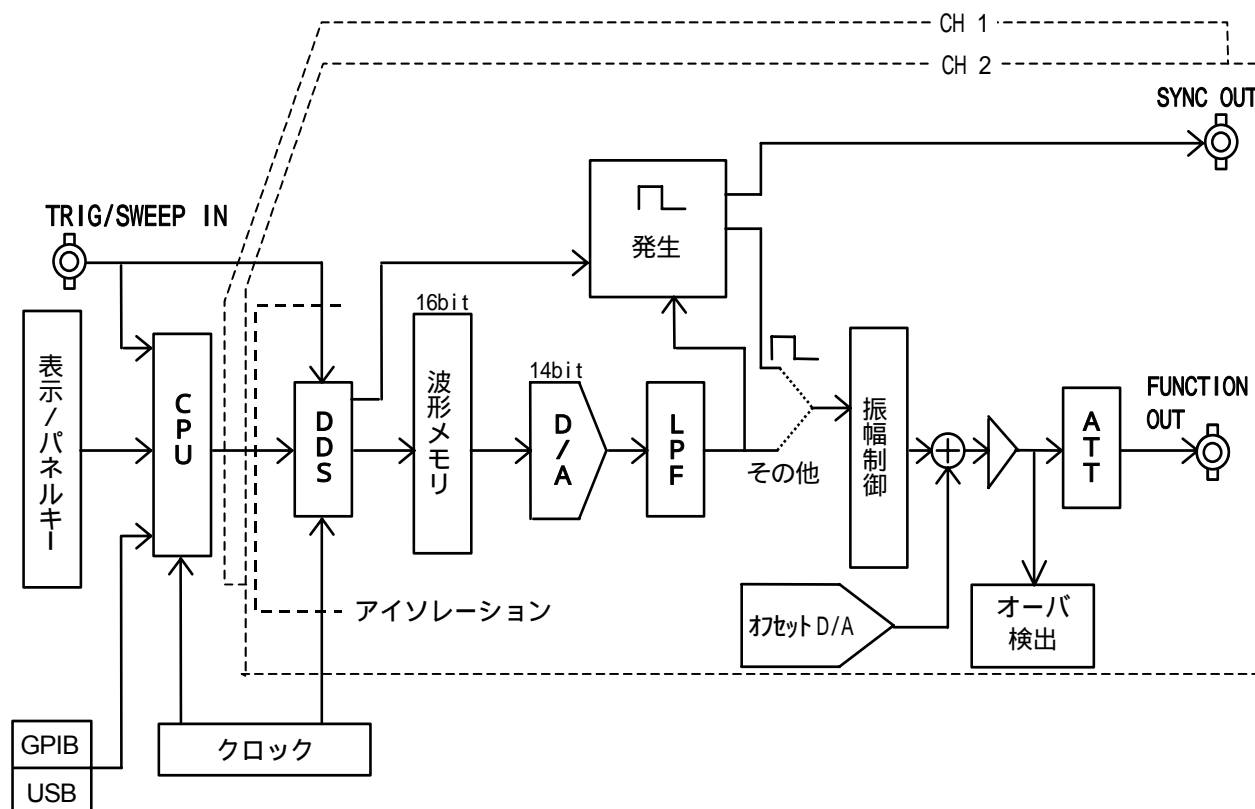 CH 1
CH 2
SYNC OUT
TRIG/SWEEP IN
発生
表示/パネルキー
CPU
DDS
16bit
波形メモリ
14bit
D/A
LPF
その他
振幅制御
ATT
FUNCTION
OUT
アイソレーション
オフセット D/A
オーバ
検出
クロック
GPIB
USB